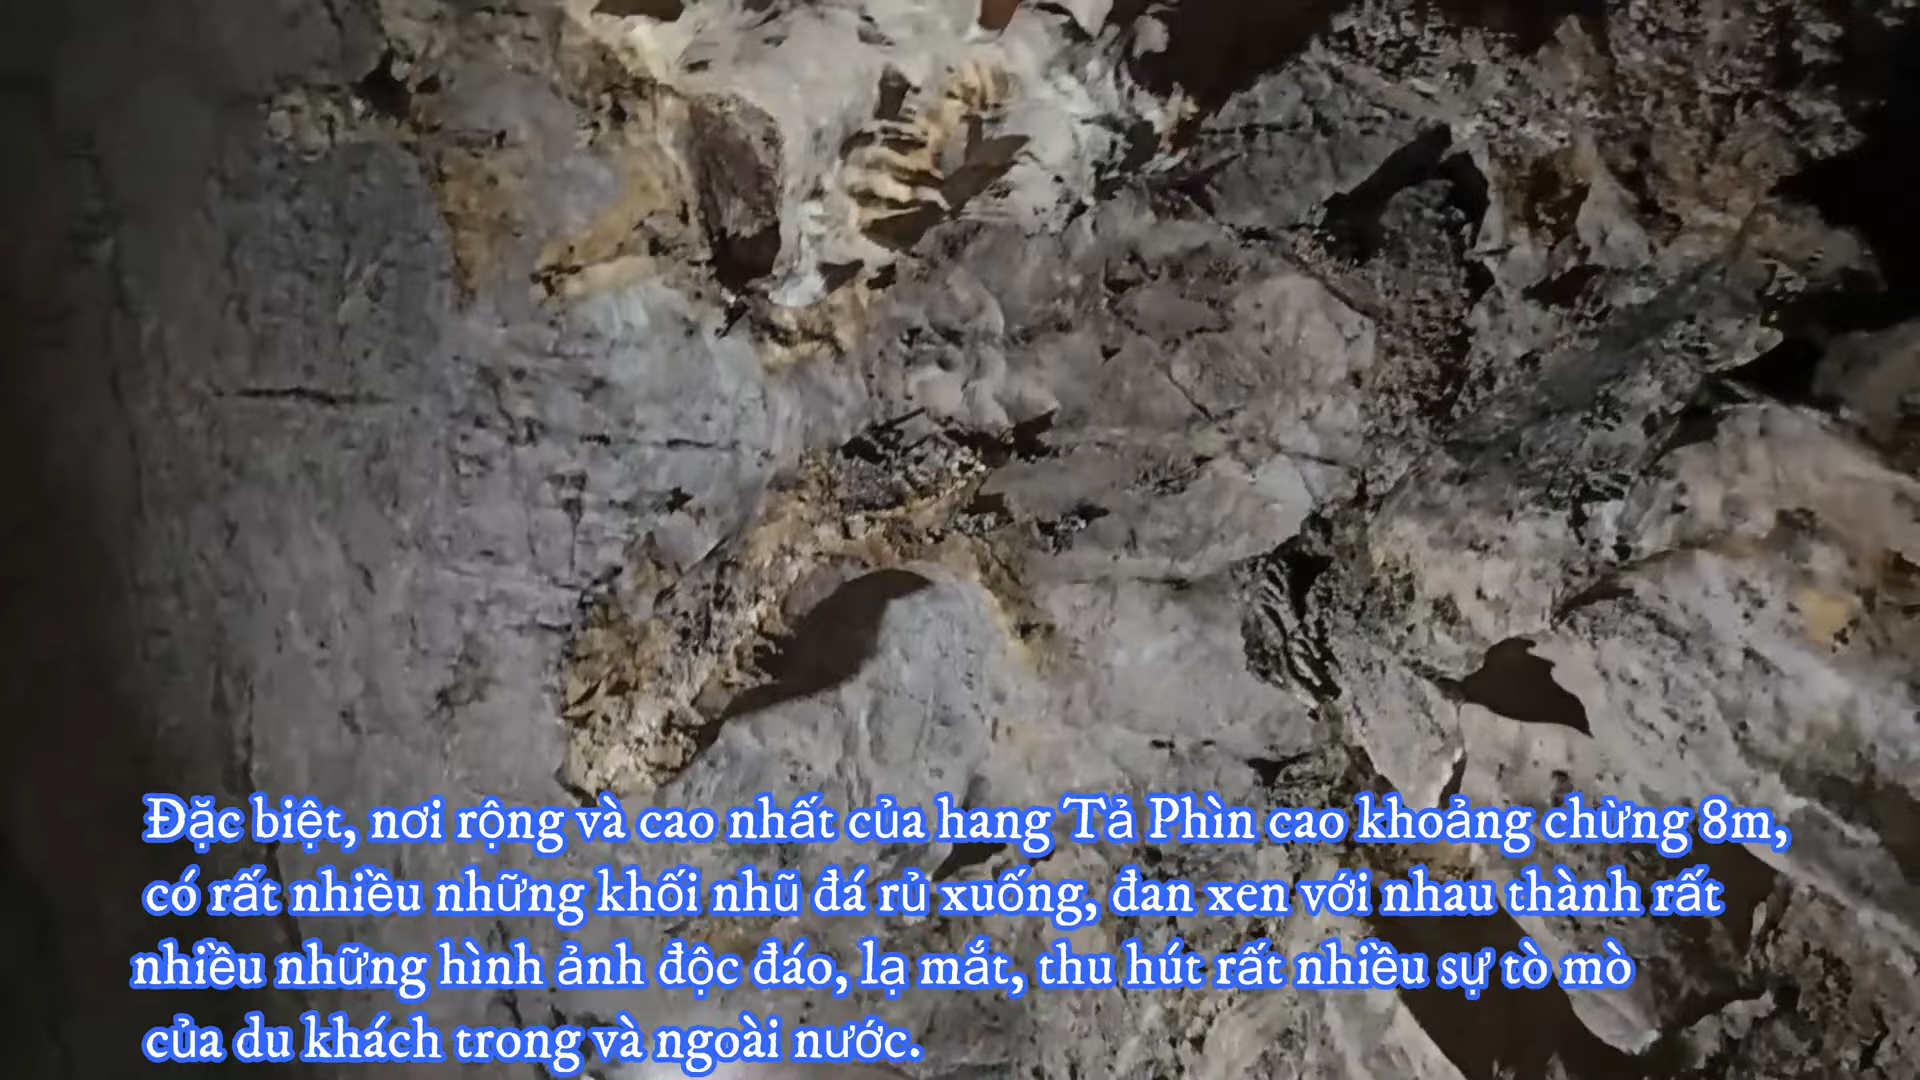 Đặc biệt, nơi rộng và cao nhất của hang Tả Phìn cao khoảng chừng 8m,
có rất nhiều những khối nhũ đá rủ xuống, đan xen với nhau thành rất
nhiều những hình ảnh độc đáo, lạ mắt, thu hút rất nhiều sự tò mò
của du khách trong và ngoài nước.